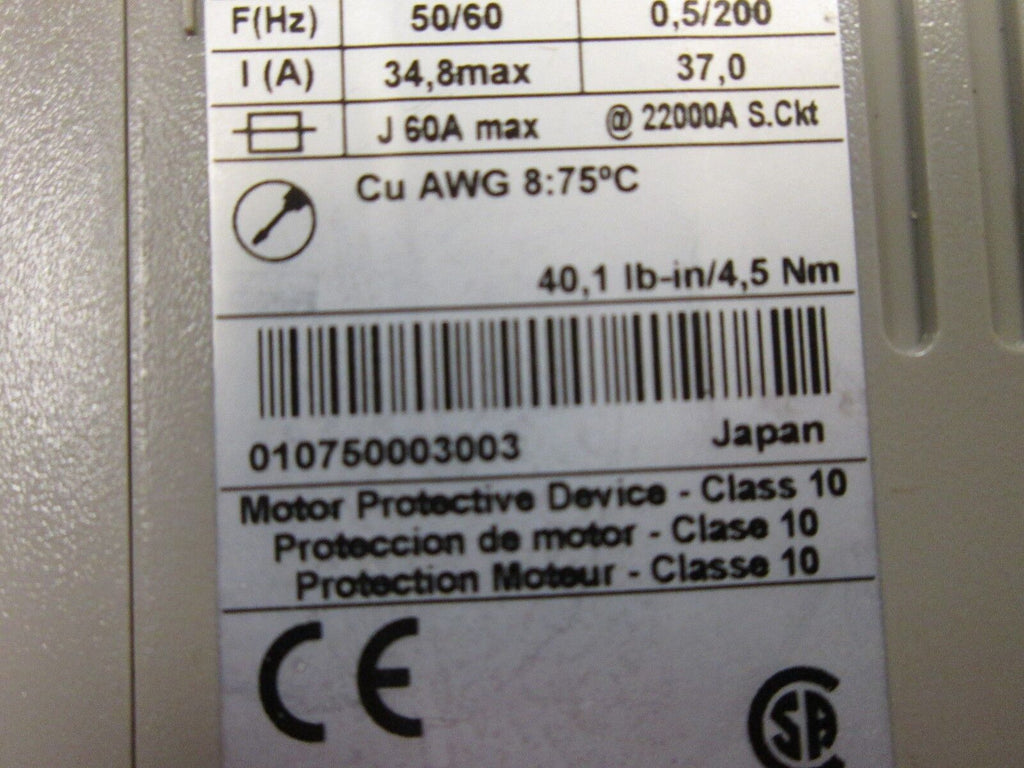 F(Hz) 50/60 0,5/200
I (A) 34,8max 37,0
J 60A max @ 22000A S.Ckt
Cu AWG 8:75ºC
40,1 lb-in/4,5 Nm
010750003003 Japan
Motor Protective Device - Class 10
Proteccion de motor - Clase 10
Protection Moteur - Classe 10
CE
CSA